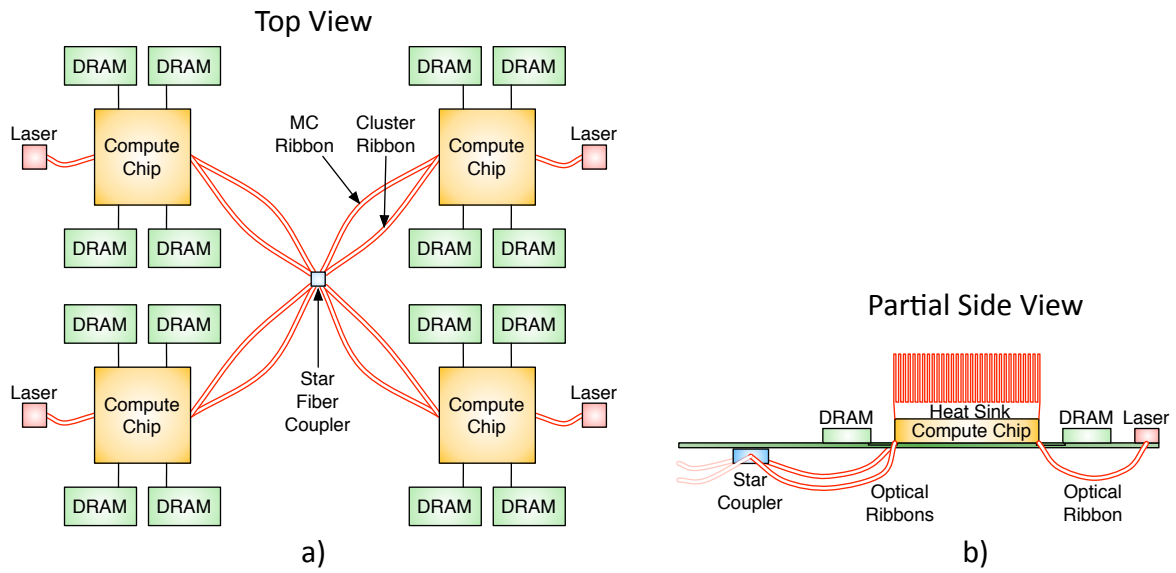 Top View
DRAM DRAM DRAM DRAM
Laser
Compute
Chip
MC
Ribbon
Cluster
Ribbon
Compute
Chip
Laser
DRAM DRAM DRAM DRAM
DRAM DRAM DRAM DRAM
Laser
Compute
Chip
Star
Fiber
Coupler
Compute
Chip
Laser
DRAM DRAM DRAM DRAM
a)
Partial Side View
DRAM
Heat Sink
Compute Chip
DRAM
Laser
Star
Coupler
Optical
Ribbons
Optical
Ribbon
b)